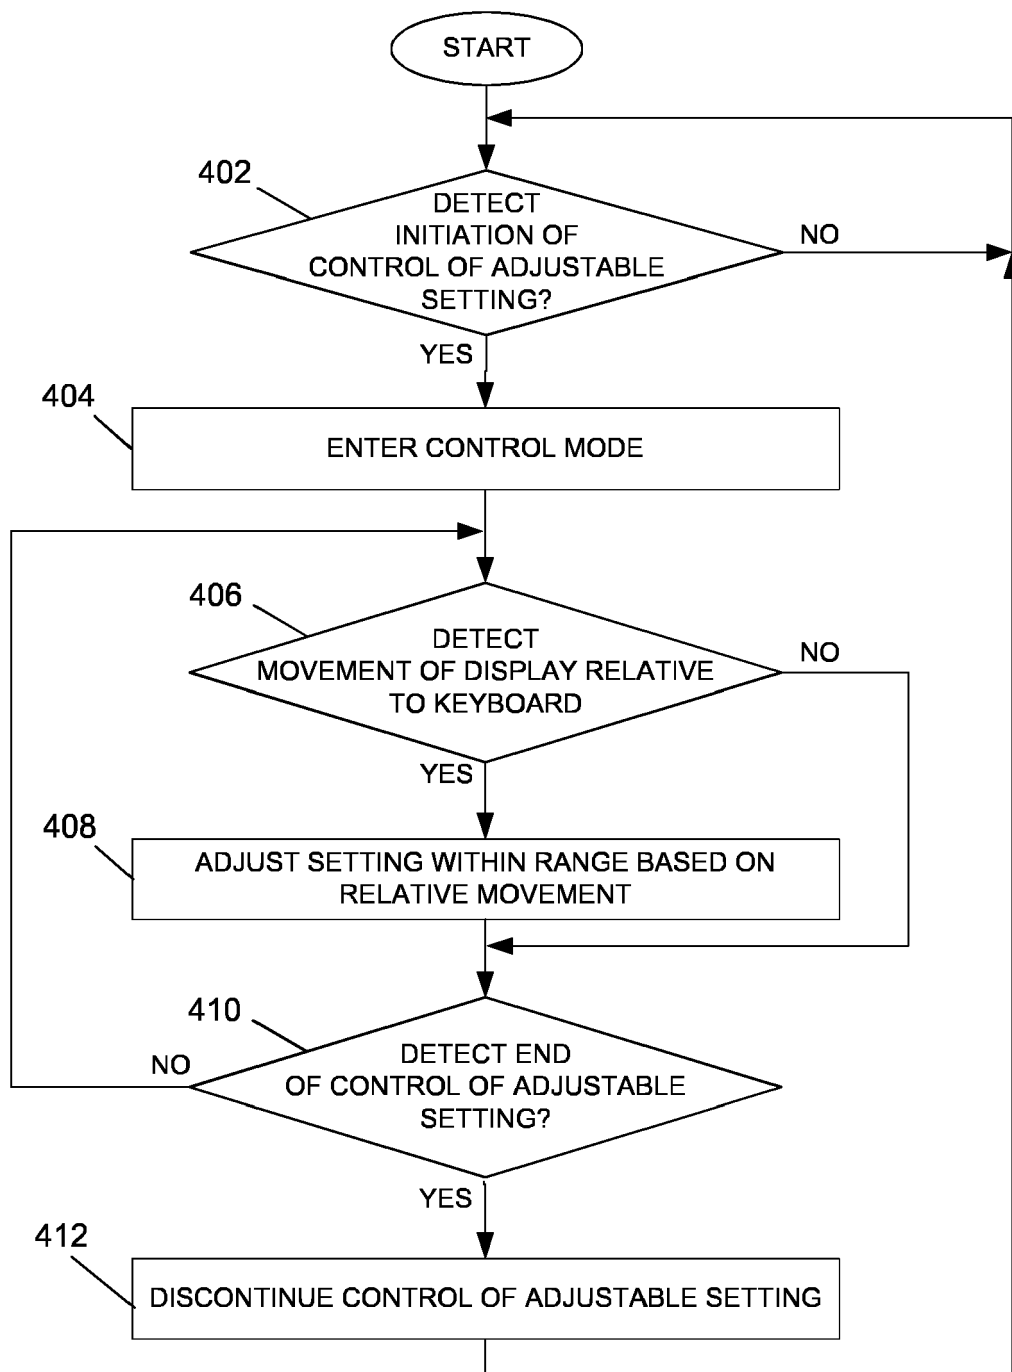 START
402
DETECT
INITIATION OF
CONTROL OF ADJUSTABLE
SETTING?
NO
YES
404
ENTER CONTROL MODE
406
DETECT
MOVEMENT OF DISPLAY RELATIVE
TO KEYBOARD
NO
YES
408
ADJUST SETTING WITHIN RANGE BASED ON
RELATIVE MOVEMENT
410
DETECT END
OF CONTROL OF ADJUSTABLE
SETTING?
NO
YES
412
DISCONTINUE CONTROL OF ADJUSTABLE SETTING